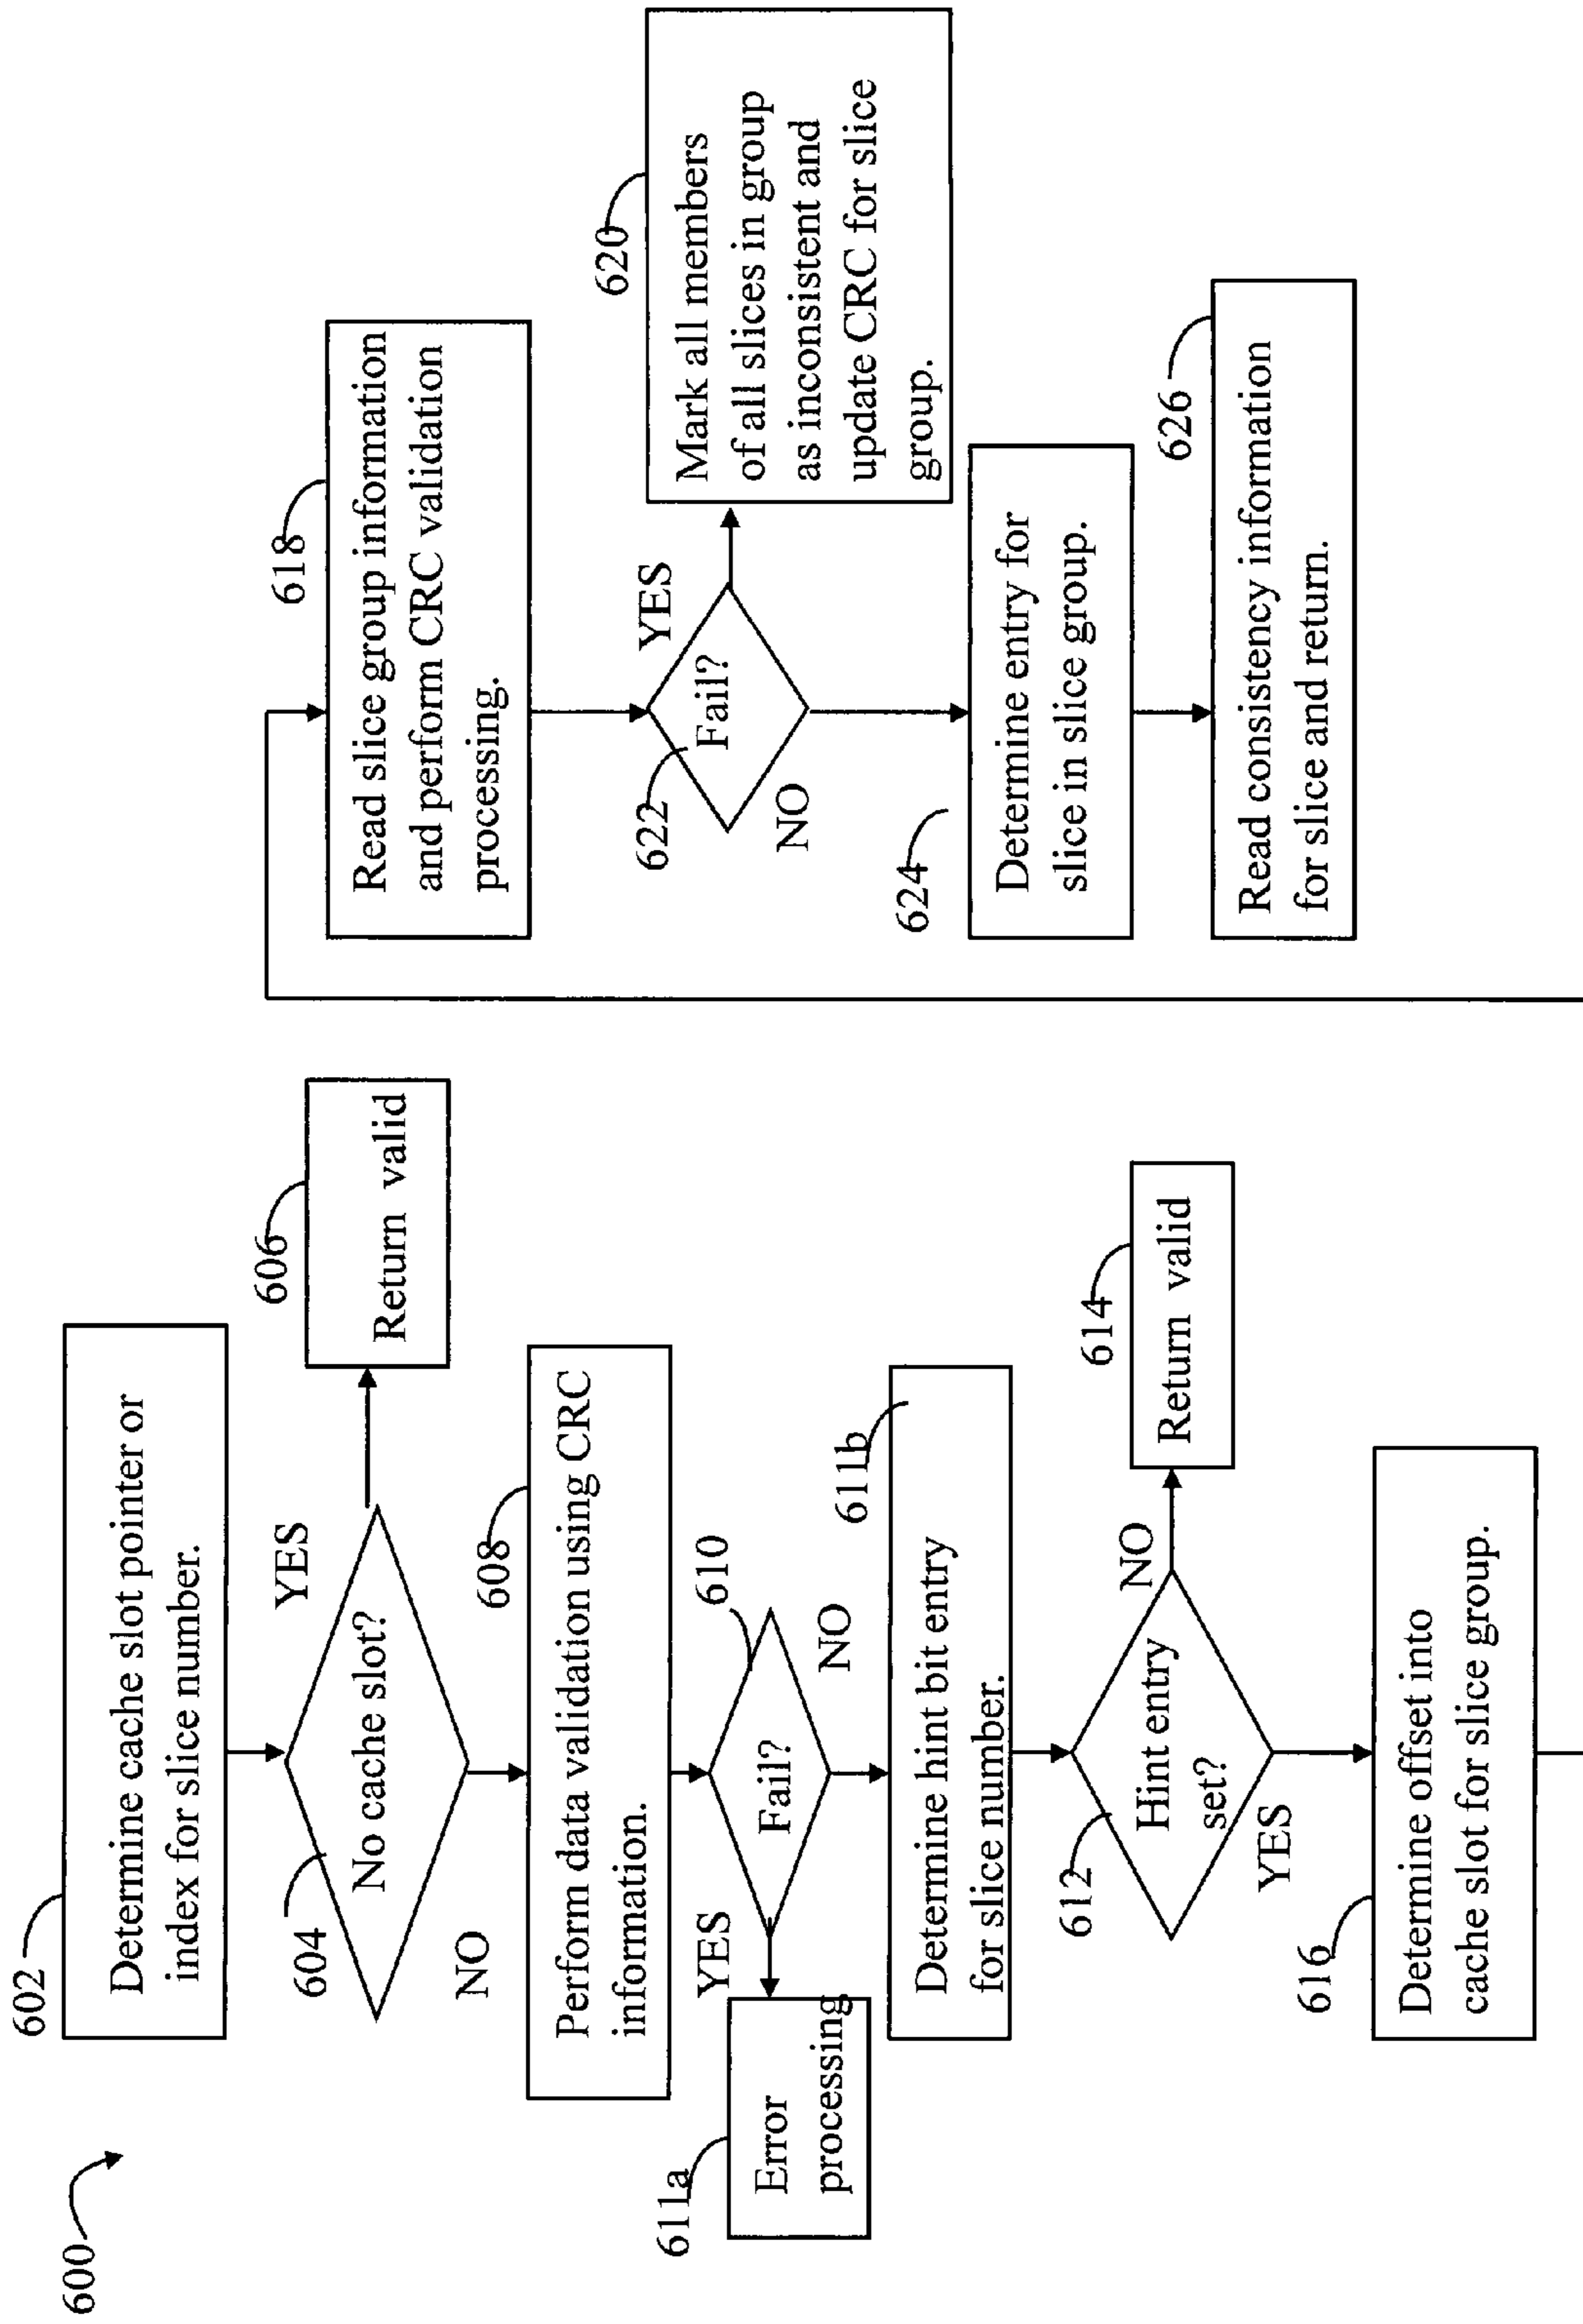 600
602
Determine cache slot pointer or
index for slice number.
604
No cache slot?
YES
606
Return valid
NO
608
Perform data validation using CRC
information.
610
Fail?
YES
611a
Error
processing
NO
611b
Determine hint bit entry
for slice number.
612
Hint entry
set?
NO
614
Return valid
YES
616
Determine offset into
cache slot for slice group.
618
Read slice group information
and perform CRC validation
processing.
622
Fail?
YES
620
Mark all members
of all slices in group
as inconsistent and
update CRC for slice
group.
NO
624
Determine entry for
slice in slice group.
626
Read consistency information
for slice and return.